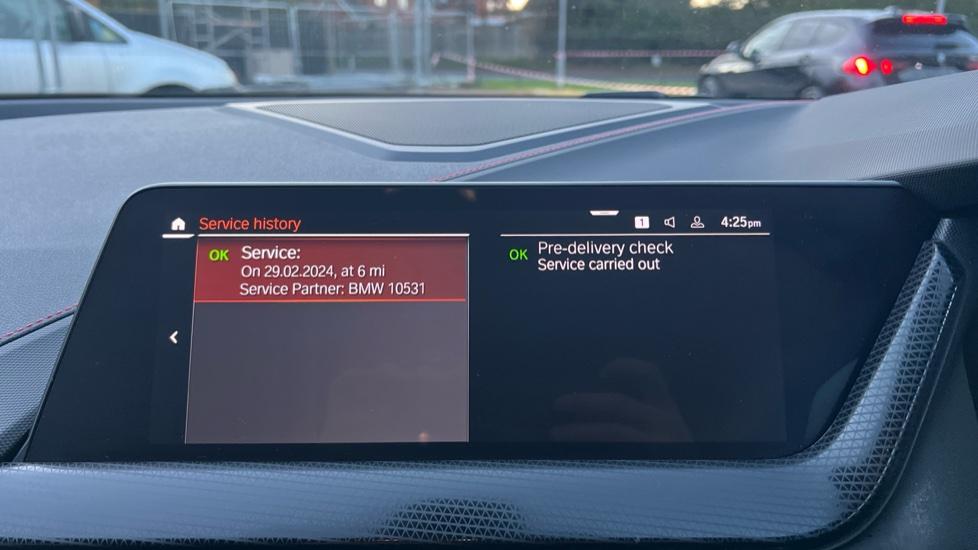 Service history
1
4:25pm
OK Service:
On 29.02.2024, at 6 mi
Service Partner: BMW 10531
OK Pre-delivery check
Service carried out